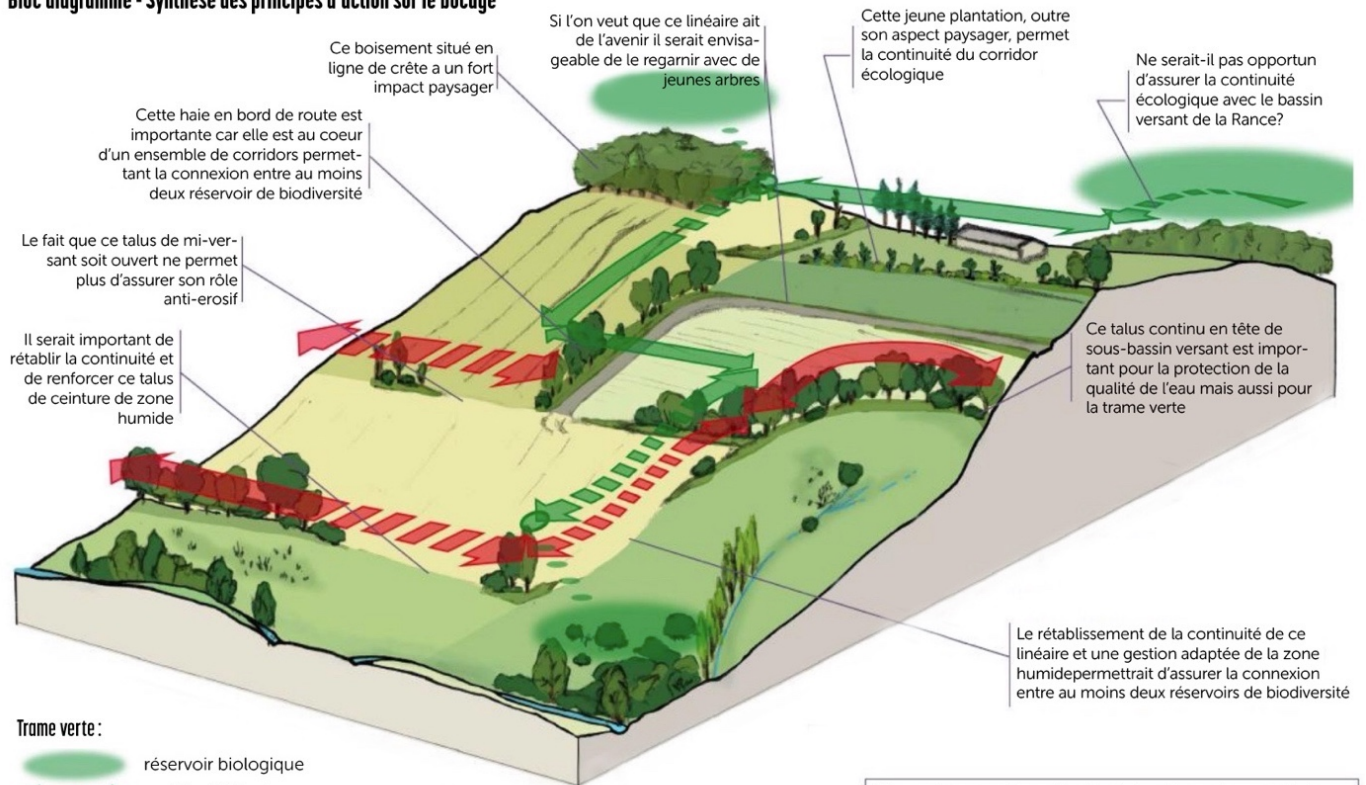 Bloc diagramme - Synthèse des principes d'action sur le bocage
Ce boisement situé en
ligne de crête a un fort
impact paysager
Si l'on veut que ce linéaire ait
de l'avenir il serait envisa-
geable de le regarnir avec de
jeunes arbres
Cette jeune plantation, outre
son aspect paysager, permet
la continuité du corridor
écologique
Ne serait-il pas opportun
d'assurer la continuité
écologique avec le bassin
versant de la Rance?
Cette haie en bord de route est
importante car elle est au coeur
d'un ensemble de corridors permet-
tant la connexion entre au moins
deux réservoir de biodiversité
Le fait que ce talus de mi-ver-
sant soit ouvert ne permet
plus d'assurer son rôle
anti-erosif
Il serait important de
rétablir la continuité et
de renforcer ce talus
de ceinture de zone
humide
Ce talus continu en tête de
sous-bassin versant est impor-
tant pour la protection de la
qualité de l'eau mais aussi pour
la trame verte
Le rétablissement de la continuité de ce
linéaire et une gestion adaptée de la zone
humidepermettrait d'assurer la connexion
entre au moins deux réservoirs de biodiversité
Trame verte :
réservoir biologique